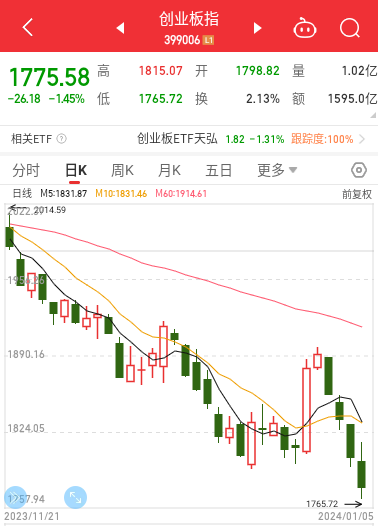 创业板指
399006 L1
1775.58
-26.18 -1.45%
高 1815.07 开 1798.82 量 1.02亿
低 1765.72 换 2.13% 额 1595.0亿
相关ETF ? 创业板ETF天弘 1.82 -1.31% 跟踪度:100%
分时 日K 周K 月K 五日 更多
日线 M5:1831.87 M10:1831.46 M60:1914.61 前复权
2014.59
1890.16
1824.05
1257.94
1765.72
2023/11/21 2024/01/05